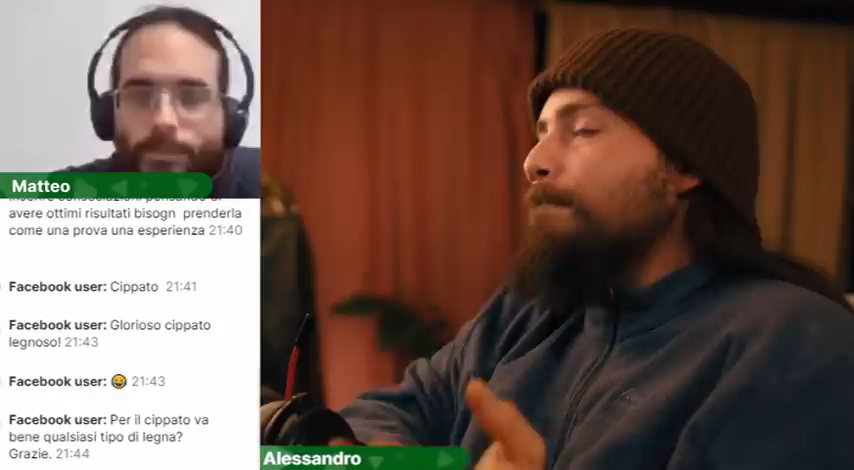 Matteo
avere ottimi risultati bisogn prenderla
come una prova una esperienza 21:40
Facebook user: Cippato 21:41
Facebook user: Glorioso cippato
legnoso! 21:43
Facebook user: 😂 21:43
Facebook user: Per il cippato va
bene qualsiasi tipo di legna?
Grazie. 21:44
Alessandro